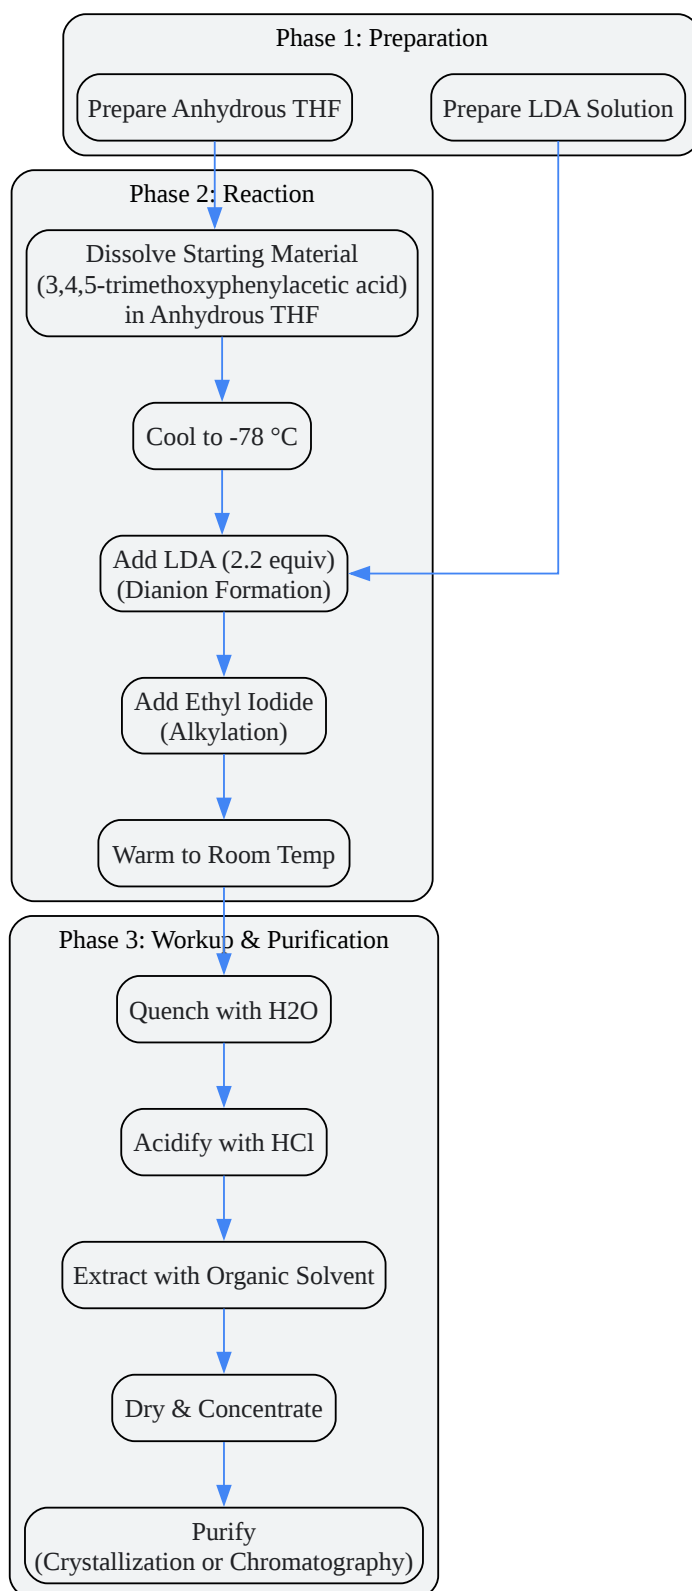 Phase 1: Preparation
Prepare Anhydrous THF
Prepare LDA Solution
Phase 2: Reaction
Dissolve Starting Material
(3,4,5-trimethoxyphenylacetic acid)
in Anhydrous THF
Cool to -78 °C
Add LDA (2.2 equiv)
(Dianion Formation)
Add Ethyl Iodide
(Alkylation)
Warm to Room Temp
Phase 3: Workup & Purification
Quench with H2O
Acidify with HCl
Extract with Organic Solvent
Dry & Concentrate
Purify
(Crystallization or Chromatography)